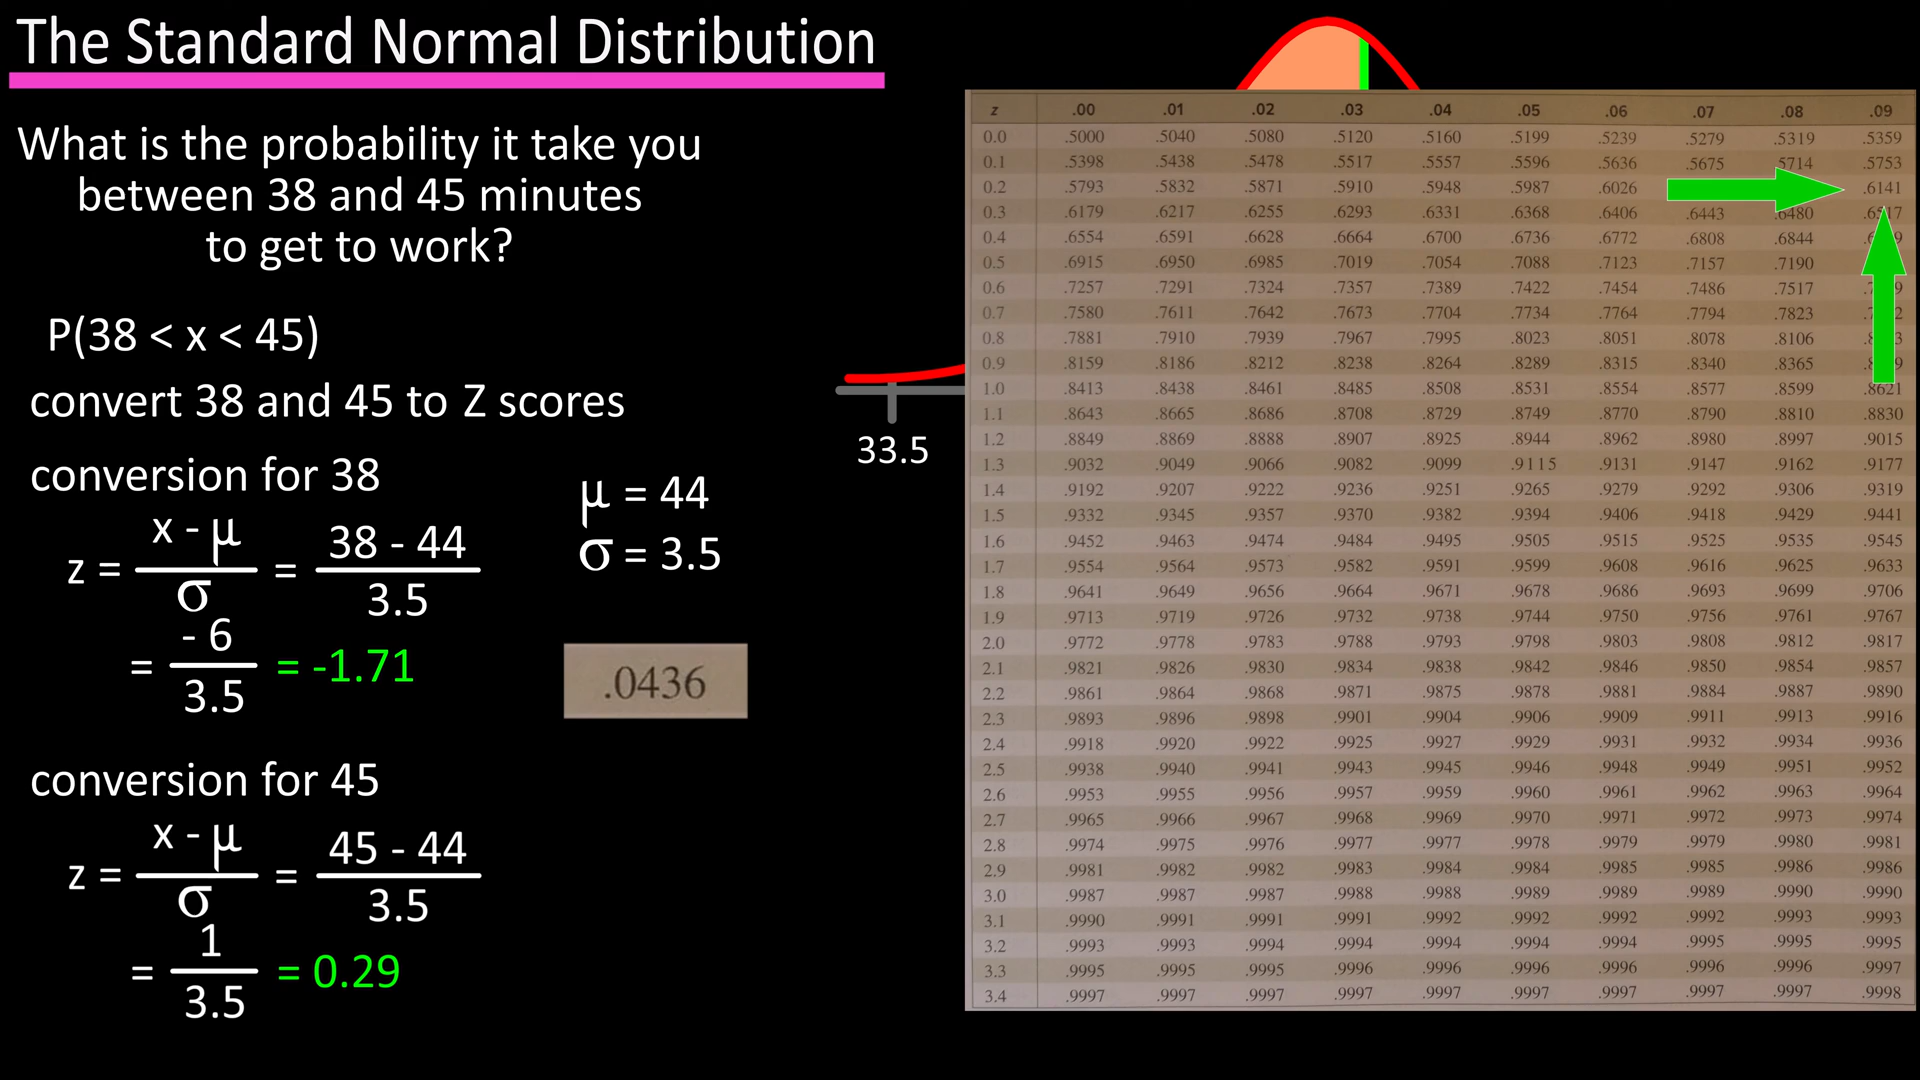 The Standard Normal Distribution
What is the probability it take you
between 38 and 45 minutes
to get to work?
P(38 < x < 45)
convert 38 and 45 to Z scores
conversion for 38
z = x - μ / σ = 38 - 44 / 3.5
= - 6 / 3.5 = -1.71
μ = 44
σ = 3.5
.0436
conversion for 45
z = x - μ / σ = 45 - 44 / 3.5
= 1 / 3.5 = 0.29
33.5
z .00 .01 .02 .03 .04 .05 .06 .07 .08 .09
0.0 .5000 .5040 .5080 .5120 .5160 .5199 .5239 .5279 .5319 .5359
0.1 .5398 .5438 .5478 .5517 .5557 .5596 .5636 .5675 .5714 .5753
0.2 .5793 .5832 .5871 .5910 .5948 .5987 .6026 .6141
0.3 .6179 .6217 .6255 .6293 .6331 .6368 .6406 .6443 .6480 .6517
0.4 .6554 .6591 .6628 .6664 .6700 .6736 .6772 .6808 .6844
0.5 .6915 .6950 .6985 .7019 .7054 .7088 .7123 .7157 .7190
0.6 .7257 .7291 .7324 .7357 .7389 .7422 .7454 .7486 .7517
0.7 .7580 .7611 .7642 .7673 .7704 .7734 .7764 .7794 .7823
0.8 .7881 .7910 .7939 .7967 .7995 .8023 .8051 .8078 .8106
0.9 .8159 .8186 .8212 .8238 .8264 .8289 .8315 .8340 .8365
1.0 .8413 .8438 .8461 .8485 .8508 .8531 .8554 .8577 .8599 .8621
1.1 .8643 .8665 .8686 .8708 .8729 .8749 .8770 .8790 .8810 .8830
1.2 .8849 .8869 .8888 .8907 .8925 .8944 .8962 .8980 .8997 .9015
1.3 .9032 .9049 .9066 .9082 .9099 .9115 .9131 .9147 .9162 .9177
1.4 .9192 .9207 .9222 .9236 .9251 .9265 .9279 .9292 .9306 .9319
1.5 .9332 .9345 .9357 .9370 .9382 .9394 .9406 .9418 .9429 .9441
1.6 .9452 .9463 .9474 .9484 .9495 .9505 .9515 .9525 .9535 .9545
1.7 .9554 .9564 .9573 .9582 .9591 .9599 .9608 .9616 .9625 .9633
1.8 .9641 .9649 .9656 .9664 .9671 .9678 .9686 .9693 .9699 .9706
1.9 .9713 .9719 .9726 .9732 .9738 .9744 .9750 .9756 .9761 .9767
2.0 .9772 .9778 .9783 .9788 .9793 .9798 .9803 .9808 .9812 .9817
2.1 .9821 .9826 .9830 .9834 .9838 .9842 .9846 .9850 .9854 .9857
2.2 .9861 .9864 .9868 .9871 .9875 .9878 .9881 .9884 .9887 .9890
2.3 .9893 .9896 .9898 .9901 .9904 .9906 .9909 .9911 .9913 .9916
2.4 .9918 .9920 .9922 .9925 .9927 .9929 .9931 .9932 .9934 .9936
2.5 .9938 .9940 .9941 .9943 .9945 .9946 .9948 .9949 .9951 .9952
2.6 .9953 .9955 .9956 .9957 .9959 .9960 .9961 .9962 .9963 .9964
2.7 .9965 .9966 .9967 .9968 .9969 .9970 .9971 .9972 .9973 .9974
2.8 .9974 .9975 .9976 .9977 .9977 .9978 .9979 .9979 .9980 .9981
2.9 .9981 .9982 .9982 .9983 .9984 .9984 .9985 .9985 .9986 .9986
3.0 .9987 .9987 .9987 .9988 .9988 .9989 .9989 .9989 .9990 .9990
3.1 .9990 .9991 .9991 .9991 .9992 .9992 .9992 .9992 .9993 .9993
3.2 .9993 .9993 .9994 .9994 .9994 .9994 .9994 .9995 .9995 .9995
3.3 .9995 .9995 .9995 .9996 .9996 .9996 .9996 .9996 .9996 .9997
3.4 .9997 .9997 .9997 .9997 .9997 .9997 .9997 .9997 .9997 .9998